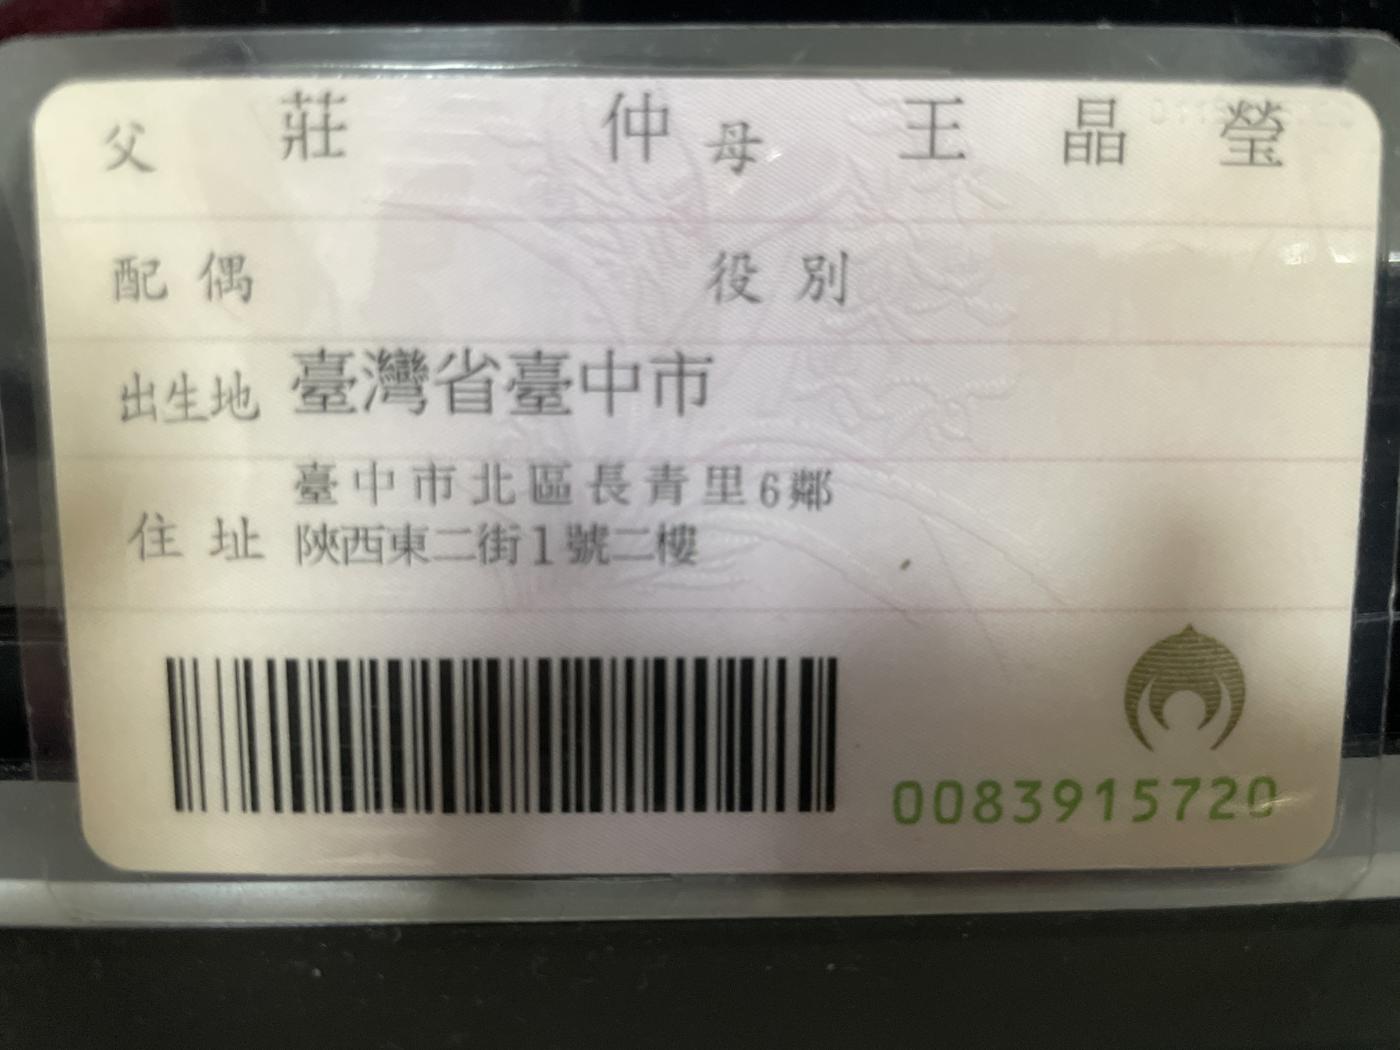 父 莊仲 母 王晶瑩
配偶 役別
出生地 臺灣省臺中市
住址 臺中市北區長青里6鄰
陝西東二街1號二樓
0083915720